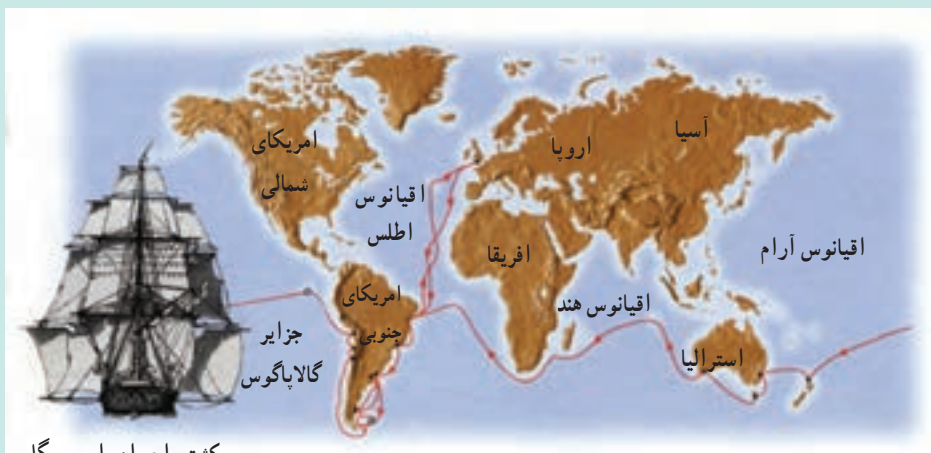 امریکای
شمالی
اقیانوس
اطلس
اروپا
آسیا
افریقا
اقیانوس آرام
اقیانوس هند
امریکای
جنوبی
جزایر
گالاپاگوس
استرالیا